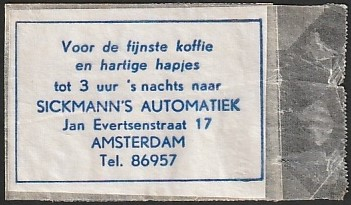 Voor de fijnste koffie
en hartige hapjes
tot 3 uur 's nachts naar
SICKMANN'S AUTOMATIEK
Jan Evertsenstraat 17
AMSTERDAM
Tel. 86957